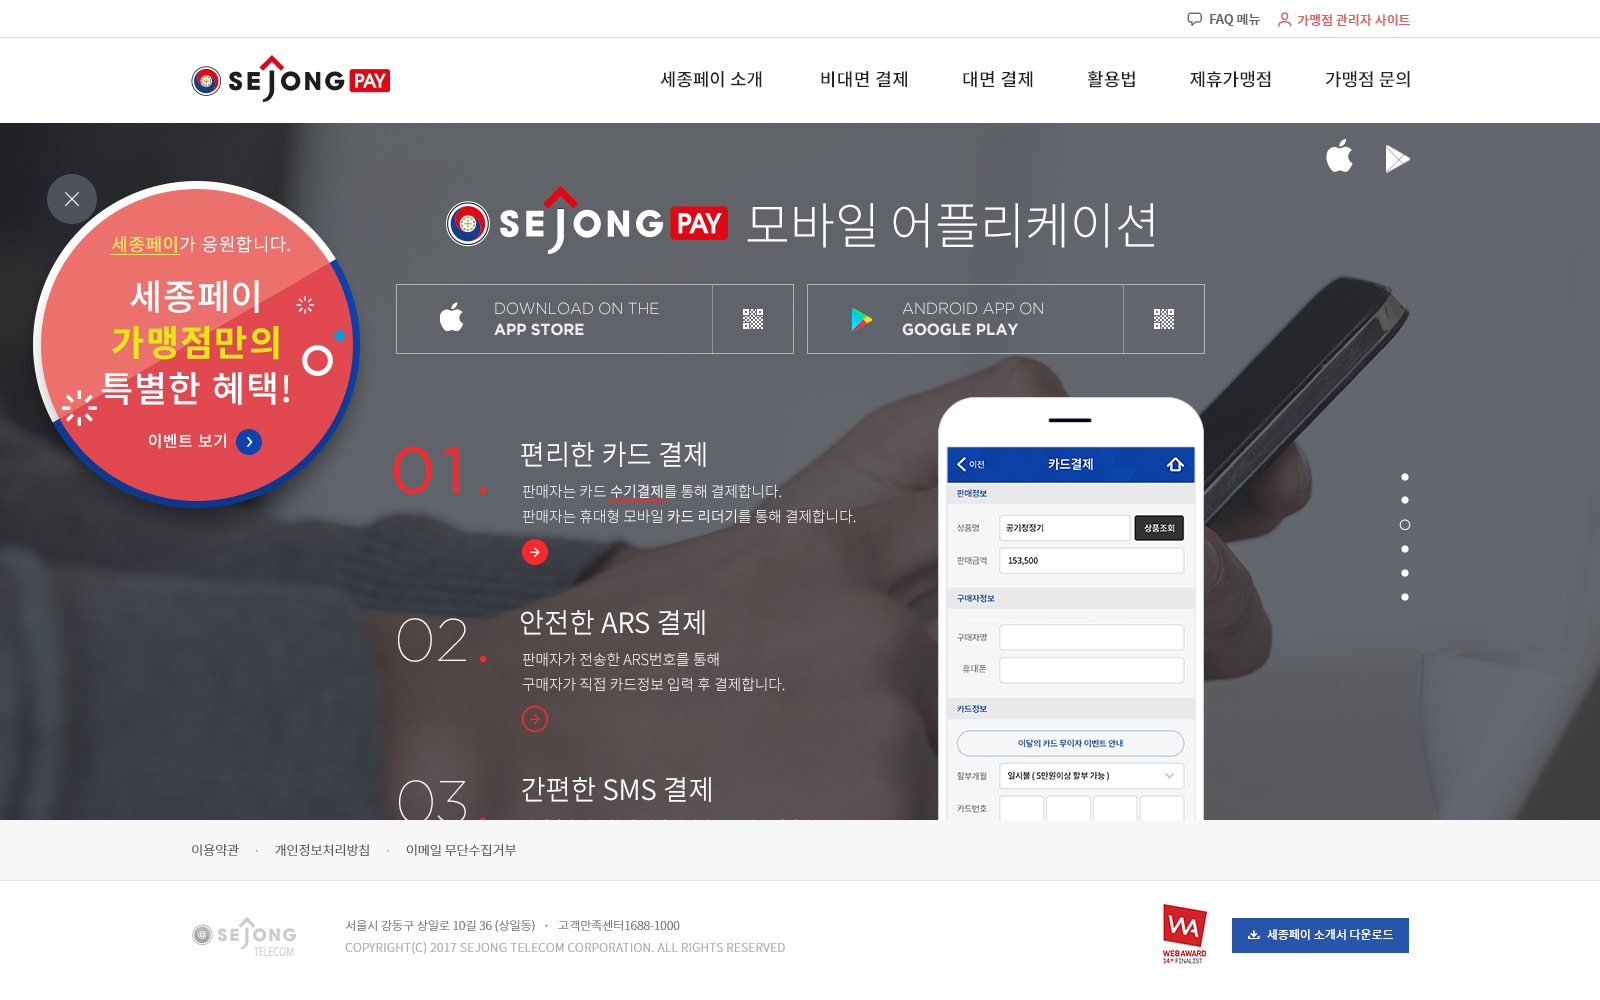 FAQ 메뉴
가맹점 관리자 사이트
SEJONG PAY
세종페이 소개
비대면 결제
대면 결제
활용법
제휴가맹점
가맹점 문의
세종페이가 응원합니다.
세종페이
가맹점만의
특별한 혜택!
이벤트 보기
SEJONG PAY 모바일 어플리케이션
DOWNLOAD ON THE
APP STORE
ANDROID APP ON
GOOGLE PLAY
01.
편리한 카드 결제
판매자는 카드 수기결제를 통해 결제합니다.
판매자는 휴대형 모바일 카드 리더기를 통해 결제합니다.
02.
안전한 ARS 결제
판매자가 전송한 ARS번호를 통해
구매자가 직접 카드정보 입력 후 결제합니다.
03.
간편한 SMS 결제
이전
카드결제
판매정보
상품명
공기청정기
상품조회
판매금액
153,500
구매자정보
구매자명
휴대폰
카드정보
이달의 카드 무이자 이벤트 안내
할부개월
일시불 ( 5만원이상 할부 가능 )
카드번호
이용약관 · 개인정보처리방침 · 이메일 무단수집거부
SEJONG
TELECOM
서울시 강동구 상일로 10길 36 (상일동) · 고객만족센터1688-1000
COPYRIGHT(C) 2017 SEJONG TELECOM CORPORATION. ALL RIGHTS RESERVED
WA
WEB AWARD
14th FINALIST
세종페이 소개서 다운로드